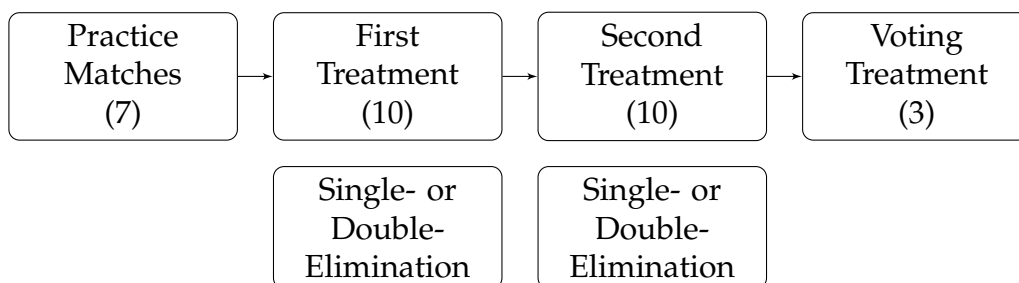 Practice
Matches
(7)
First
Treatment
(10)
Second
Treatment
(10)
Voting
Treatment
(3)
Single- or
Double-
Elimination
Single- or
Double-
Elimination